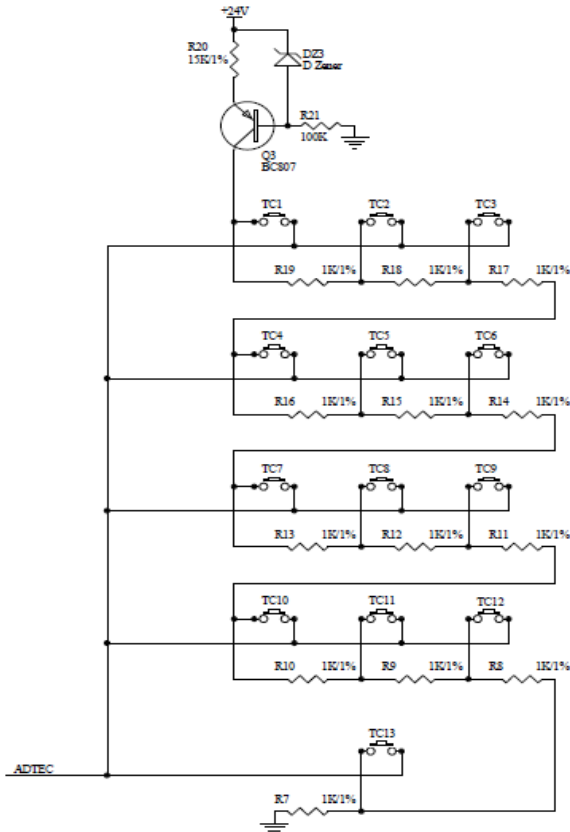 +24V
R20
15K/1%
DZ3
D Zener
R21
100K
Q3
BC807
TC1 TC2 TC3
R19 1K/1% R18 1K/1% R17 1K/1%
TC4 TC5 TC6
R16 1K/1% R15 1K/1% R14 1K/1%
TC7 TC8 TC9
R13 1K/1% R12 1K/1% R11 1K/1%
TC10 TC11 TC12
R10 1K/1% R9 1K/1% R8 1K/1%
TC13
ADTEC
R7 1K/1%